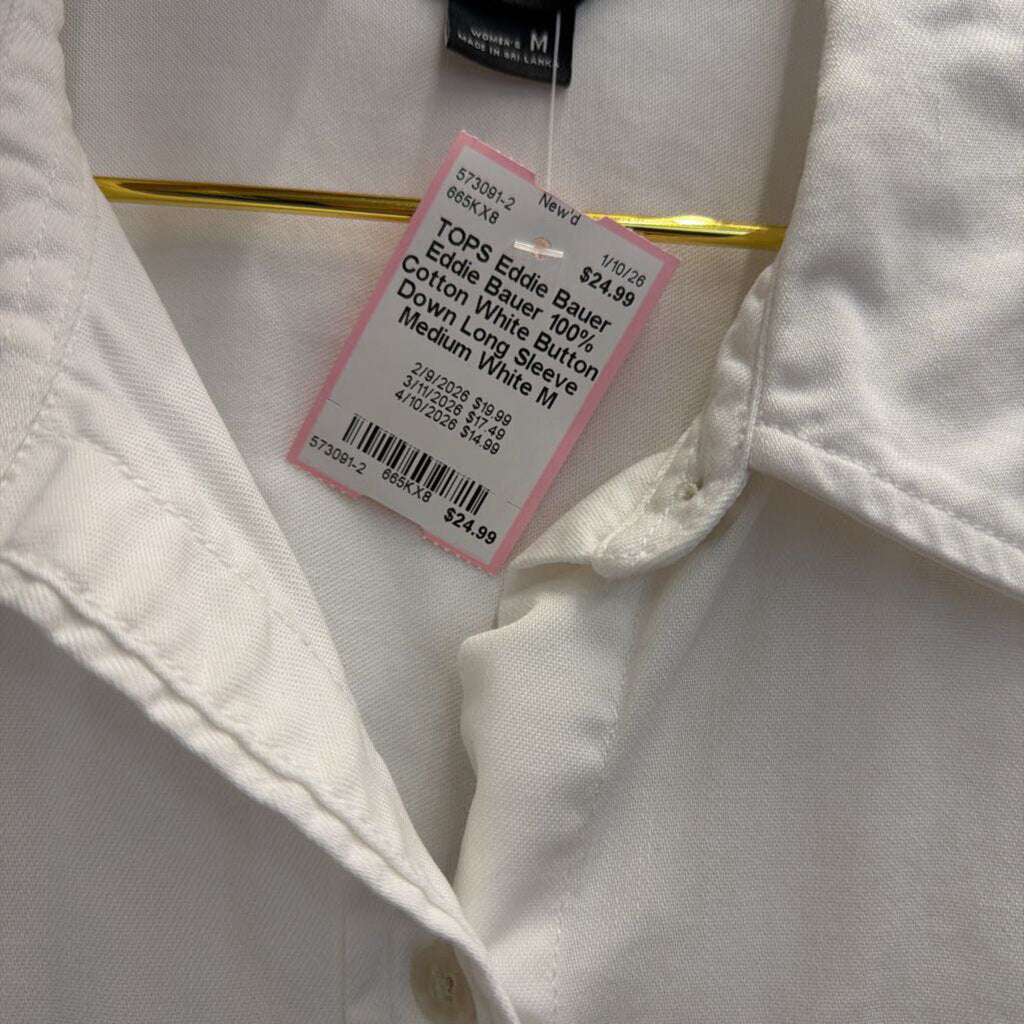 WOMEN'S M
MADE IN SRI LANKA
573091-2
665KX8
New'd
1/10/26
$24.99
TOPS Eddie Bauer
Eddie Bauer 100%
Cotton White Button
Down Long Sleeve
Medium White M
2/9/2026 $19.99
3/11/2026 $17.49
4/10/2026 $14.99
573091-2 665KX8
$24.99